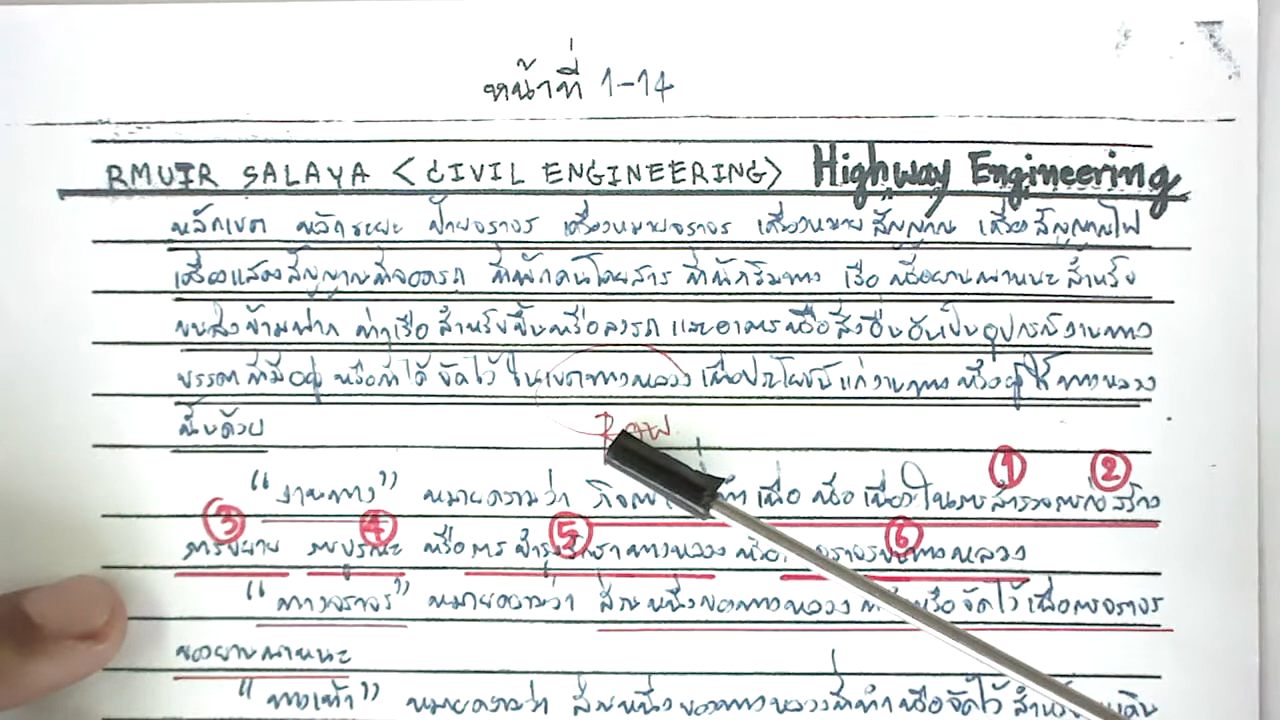 หน้าที่ 1-14
RMUTR SALAYA <CIVIL ENGINEERING> Highway Engineering
หลักเขต หลักระยะ ป้ายจราจร เครื่องหมายจราจร เครื่องหมายสัญญาณ เครื่องสัญญาณไฟ
เครื่องแสดงสัญญาณที่จอดรถ ที่พักคนโดยสาร ที่พักริมทาง เรือ หรือยานพาหนะสำหรับ
ขนส่งข้ามฟาก ท่าเรือ สำหรับขึ้นหรือลงรถ และอาคารหรือสิ่งอื่นอันเป็นอุปกรณ์งานทาง
บรรดาที่มีอยู่ หรือที่ได้จัดไว้ ในเขตทางหลวง เพื่อประโยชน์แก่งานทาง หรือผู้ใช้ทางหลวง
นั้นด้วย
① ②
"งานทาง" หมายความว่า กิจการ เพื่อ หรือ เนื่องในการสำรวจ การก่อสร้าง
③ ④ ⑤ ⑥
การขยาย การบูรณะ หรือการบำรุงรักษา ทางหลวง หรือ จราจรบนทางหลวง
"ทางจราจร" หมายความว่า ส่วนหนึ่งของทางหลวง หรือจัดไว้ เพื่อการจราจร
ของยานพาหนะ
"ทางเท้า" หมายความว่า ส่วนหนึ่งของทางหลวงที่ทำหรือจัดไว้